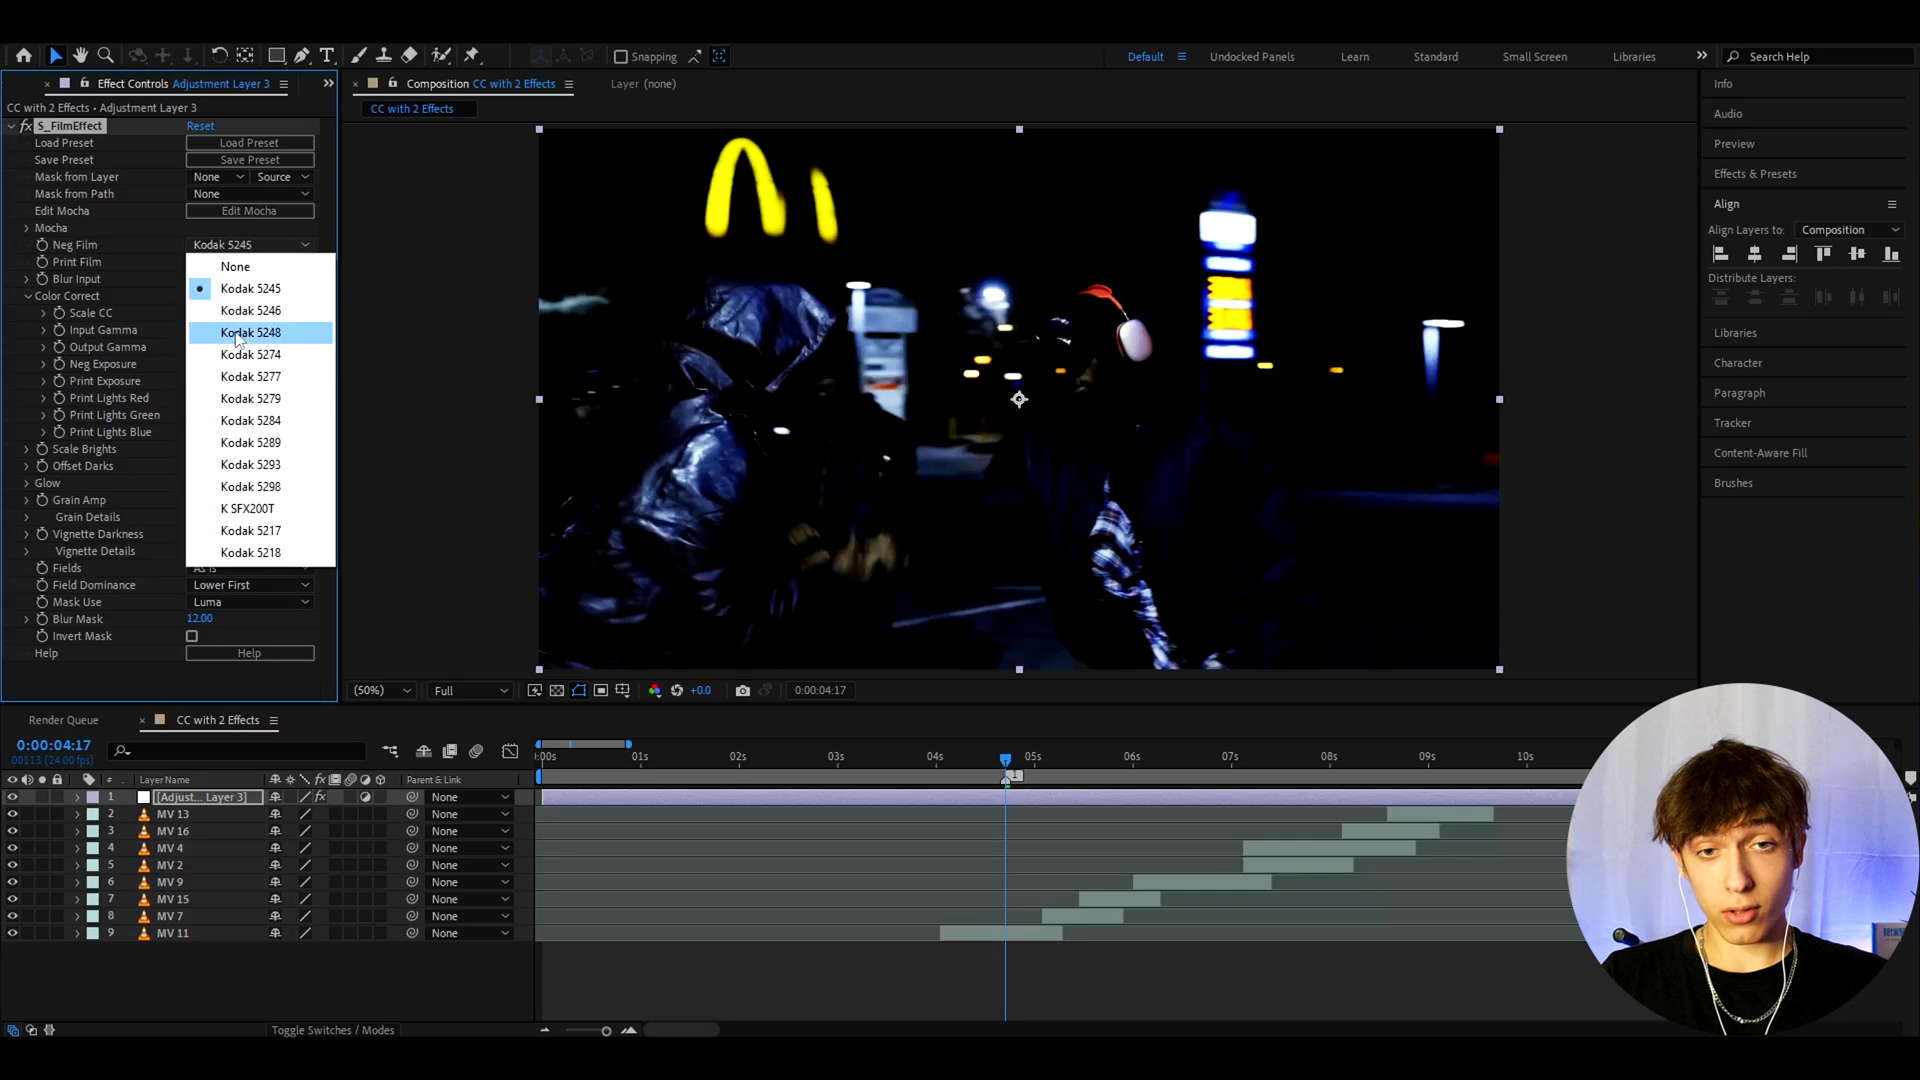 Snapping
Default
Undocked Panels
Learn
Standard
Small Screen
Libraries
Search Help
Effect Controls Adjustment Layer 3
Composition CC with 2 Effects
Layer (none)
CC with 2 Effects • Adjustment Layer 3
CC with 2 Effects
fx S_FilmEffect Reset
Load Preset Load Preset
Save Preset Save Preset
Mask from Layer None Source
Mask from Path None
Edit Mocha Edit Mocha
Mocha
Neg Film Kodak 5245
Print Film
Blur Input
Color Correct
Scale CC
Input Gamma
Output Gamma
Neg Exposure
Print Exposure
Print Lights Red
Print Lights Green
Print Lights Blue
Scale Brights
Offset Darks
Glow
Grain Amp
Grain Details
Vignette Darkness
Vignette Details
Fields As Is
Field Dominance Lower First
Mask Use Luma
Blur Mask 12.00
Invert Mask
Help Help
None
Kodak 5245
Kodak 5246
Kodak 5248
Kodak 5274
Kodak 5277
Kodak 5279
Kodak 5284
Kodak 5289
Kodak 5293
Kodak 5298
K SFX200T
Kodak 5217
Kodak 5218
Info
Audio
Preview
Effects & Presets
Align
Align Layers to: Composition
Distribute Layers:
Libraries
Character
Paragraph
Tracker
Content-Aware Fill
Brushes
(50%) Full +0.0 0:00:04:17
Render Queue
CC with 2 Effects
0:00:04:17
00113 (24.00 fps)
:00s 01s 02s 03s 04s 05s 06s 07s 08s 09s 10s
1
# Layer Name fx Parent & Link
1 [Adjust... Layer 3] fx None
2 MV 13 None
3 MV 16 None
4 MV 4 None
5 MV 2 None
6 MV 9 None
7 MV 15 None
8 MV 7 None
9 MV 11 None
Toggle Switches / Modes